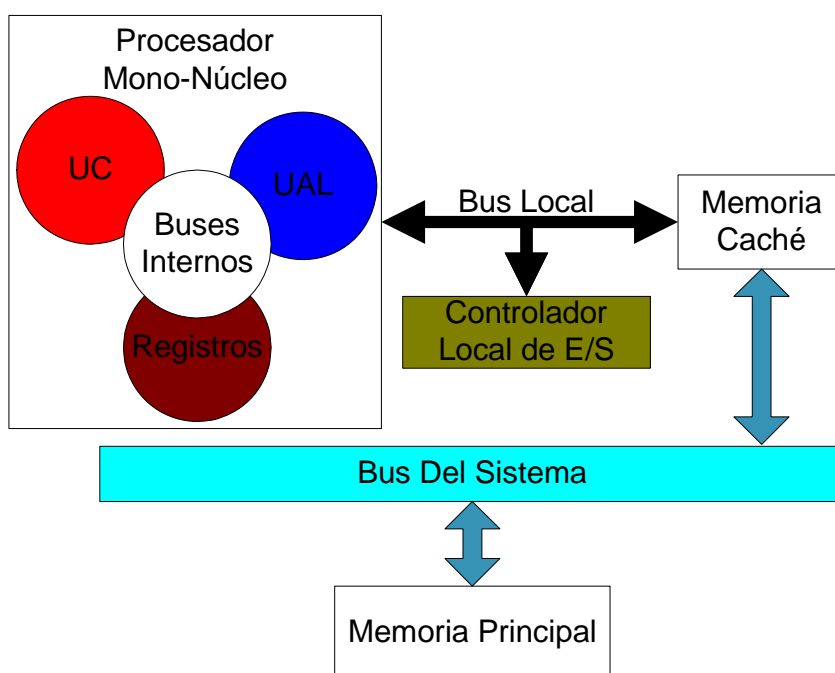 Procesador
Mono-Núcleo
UC
UAL
Buses
Internos
Registros
Bus Local
Memoria
Caché
Controlador
Local de E/S
Bus Del Sistema
Memoria Principal